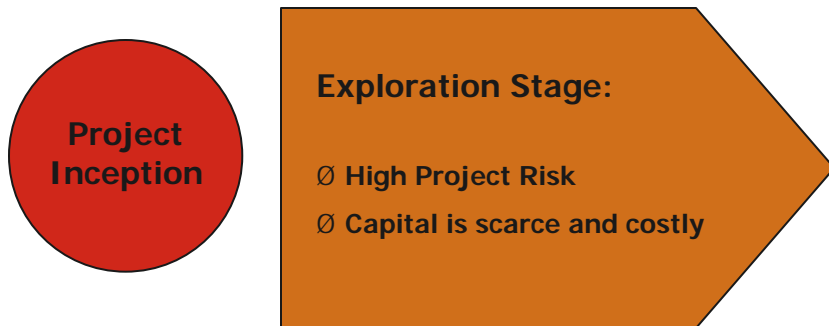 Project
Inception
Exploration Stage:
Ø High Project Risk
Ø Capital is scarce and costly